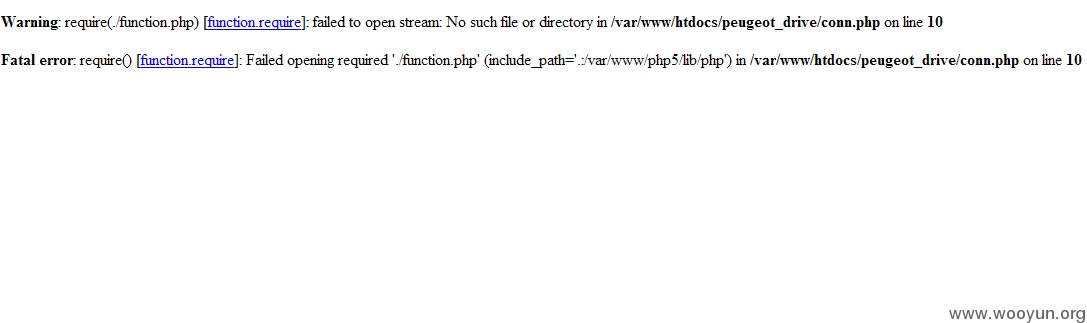 Warning: require(./function.php) [function.require]: failed to open stream: No such file or directory in /var/www/htdocs/peugeot_drive/conn.php on line 10
Fatal error: require() [function.require]: Failed opening required './function.php' (include_path='.:/var/www/php5/lib/php') in /var/www/htdocs/peugeot_drive/conn.php on line 10
www.wooyun.org